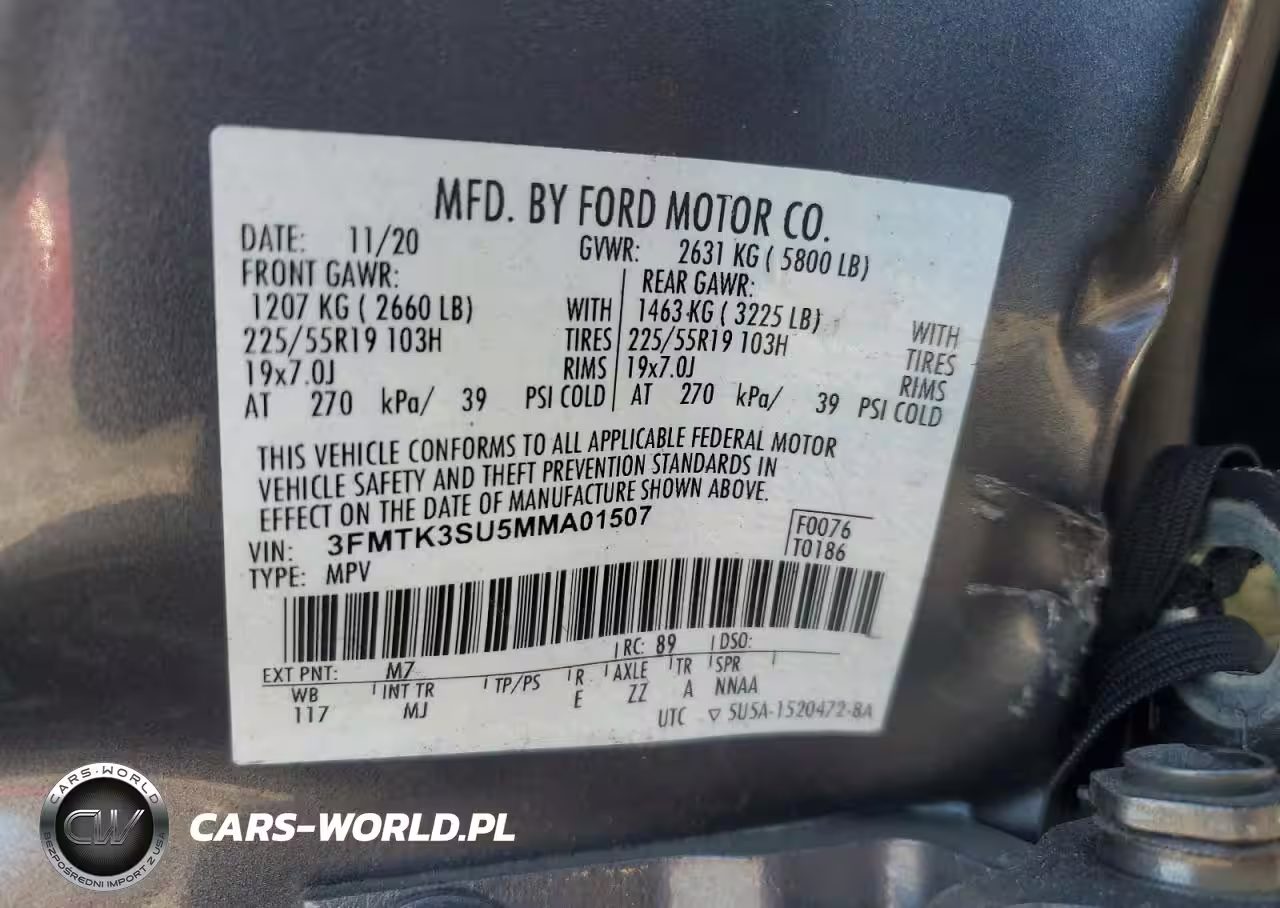 MFD. BY FORD MOTOR CO.
DATE: 11/20 GVWR: 2631 KG ( 5800 LB)
FRONT GAWR: REAR GAWR:
1207 KG ( 2660 LB) WITH 1463 KG ( 3225 LB) WITH
225/55R19 103H TIRES 225/55R19 103H TIRES
19x7.0J RIMS 19x7.0J RIMS
AT 270 kPa/ 39 PSI COLD AT 270 kPa/ 39 PSI COLD
THIS VEHICLE CONFORMS TO ALL APPLICABLE FEDERAL MOTOR
VEHICLE SAFETY AND THEFT PREVENTION STANDARDS IN
EFFECT ON THE DATE OF MANUFACTURE SHOWN ABOVE.
VIN: 3FMTK3SU5MMA01507 F0076
TYPE: MPV T0186
EXT PNT: M7 RC: 89 DSO:
WB INT TR TP/PS R AXLE TR SPR
117 MJ E ZZ A NNAA
UTC ▽ SU5A-1520472-BA
CARS-WORLD
CW
BEZPOŚREDNI IMPORT Z USA
CARS-WORLD.PL